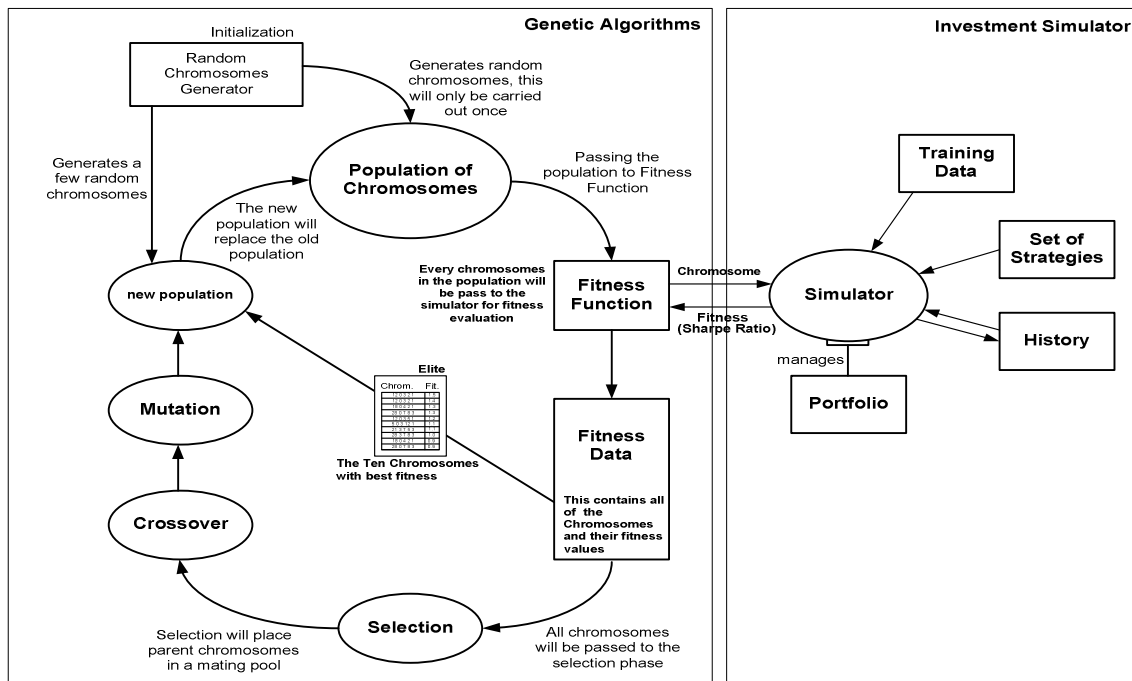 Genetic Algorithms
Investment Simulator
Initialization
Random
Chromosomes
Generator
Generates random
chromosomes, this
will only be carried
out once
Generates a
few random
chromosomes
Population of
Chromosomes
Passing the
population to Fitness
Function
The new
population will
replace the old
population
new population
Every chromosomes
in the population will
be pass to the
simulator for fitness
evaluation
Fitness
Function
Chromosome
Fitness
(Sharpe Ratio)
Training
Data
Set of
Strategies
Simulator
History
manages
Portfolio
Elite
Chrom. Fit.
The Ten Chromosomes
with best fitness
Fitness
Data
This contains all
of the
Chromosomes
and their fitness
values
Mutation
Crossover
Selection
Selection will place
parent chromosomes
in a mating pool
All chromosomes
will be passed to the
selection phase